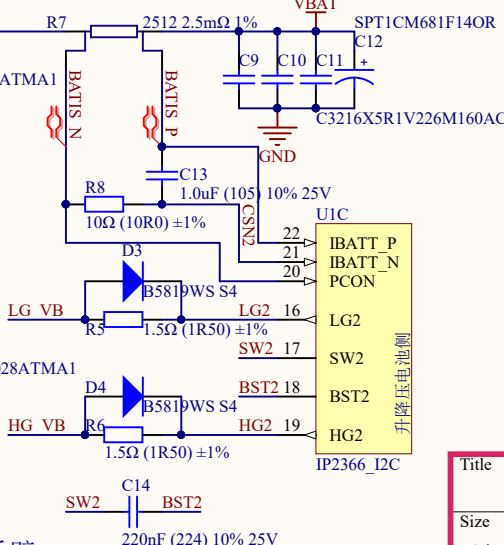 VBAT
R7
2512 2.5mΩ 1%
SPT1CM681F14OR
C12
C9
C10
C11
+
ATMA1
BATIS_N
BATIS_P
C3216X5R1V226M160AC
GND
C13
1.0uF (105) 10% 25V
R8
10Ω (10R0) ±1%
CSN2
U1C
22
IBATT_P
21
IBATT_N
20
PCON
D3
B5819WS S4
LG_VB
R5
1.5Ω (1R50) ±1%
LG2
16
LG2
SW2
17
SW2
028ATMA1
D4
B5819WS S4
BST2
18
BST2
升降压电池侧
HG_VB
R6
1.5Ω (1R50) ±1%
HG2
19
HG2
IP2366_I2C
Title
C14
SW2
BST2
220nF (224) 10% 25V
Size